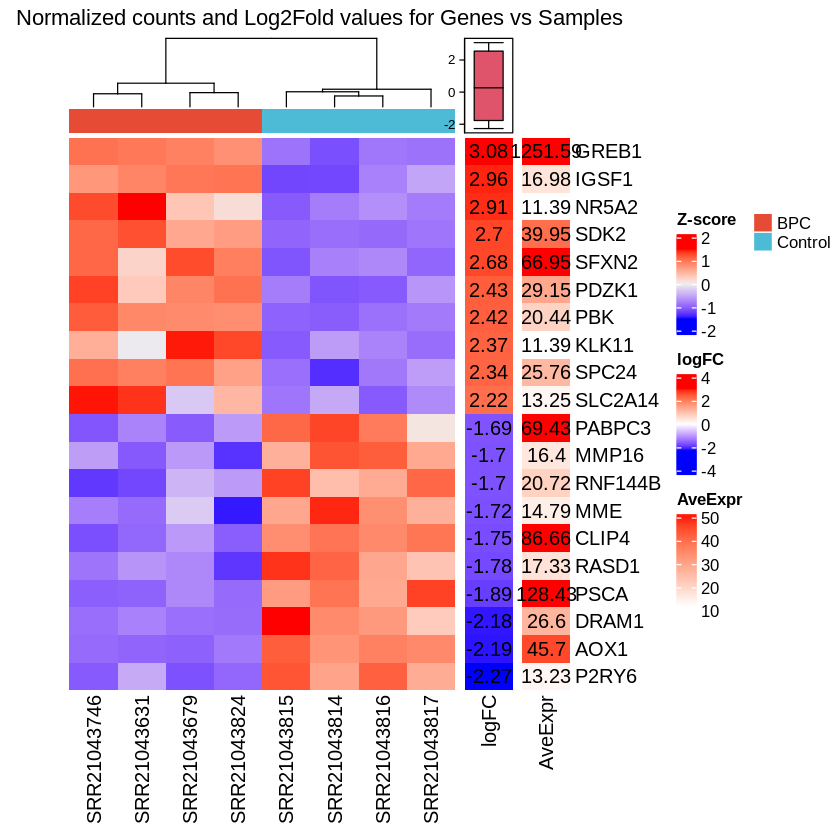 Normalized counts and Log2Fold values for Genes vs Samples
2
0
-2
3.08 1251.59 GREB1
2.96 16.98 IGSF1
2.91 11.39 NR5A2
2.7 39.95 SDK2
2.68 66.95 SFXN2
2.43 29.15 PDZK1
2.42 20.44 PBK
2.37 11.39 KLK11
2.34 25.76 SPC24
2.22 13.25 SLC2A14
-1.69 69.43 PABPC3
-1.7 16.4 MMP16
-1.7 20.72 RNF144B
-1.72 14.79 MME
-1.75 86.66 CLIP4
-1.78 17.33 RASD1
-1.89 128.43 PSCA
-2.18 26.6 DRAM1
-2.19 45.7 AOX1
-2.27 13.23 P2RY6
SRR21043746
SRR21043631
SRR21043679
SRR21043824
SRR21043815
SRR21043814
SRR21043816
SRR21043817
logFC
AveExpr
Z-score
2
1
0
-1
-2
logFC
4
2
0
-2
-4
AveExpr
50
40
30
20
10
BPC
Control